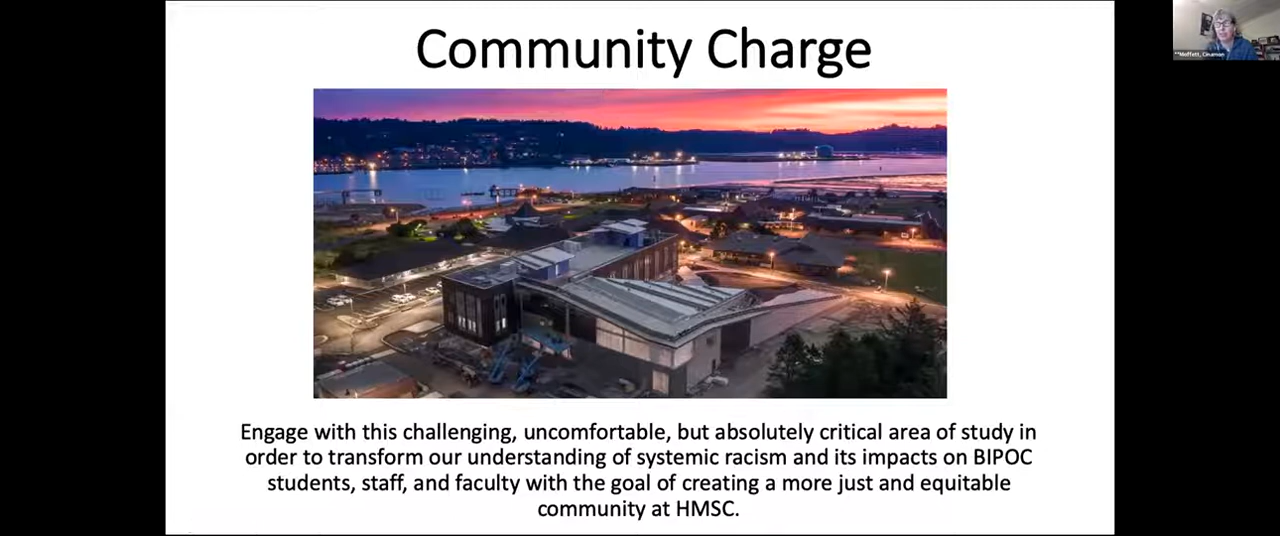 Community Charge
**Moffett, Cinamon
Engage with this challenging, uncomfortable, but absolutely critical area of study in
order to transform our understanding of systemic racism and its impacts on BIPOC
students, staff, and faculty with the goal of creating a more just and equitable
community at HMSC.